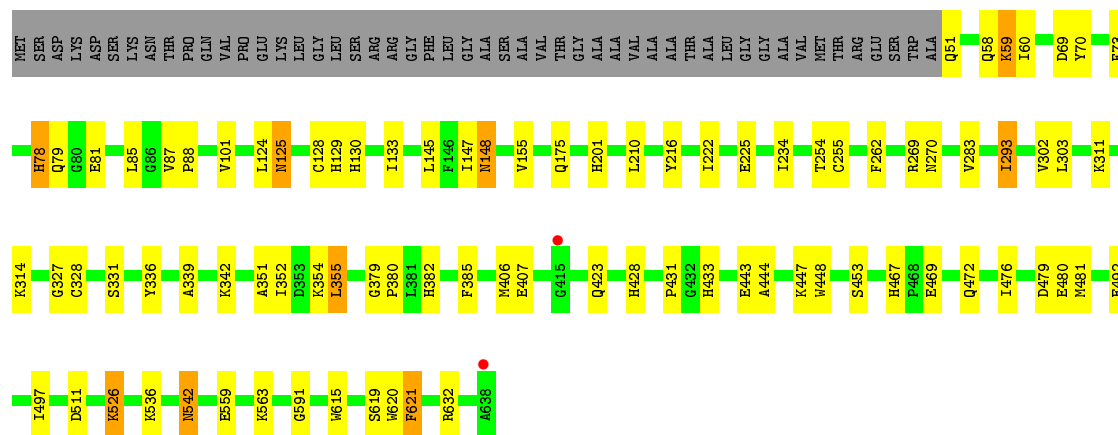 MET SER ASP LYS ASP SER LYS ASN THR PRO GLN VAL PRO GLU LYS LEU GLY LEU SER ARG ARG GLY PHE LEU GLY ALA SER ALA VAL THR GLY ALA ALA VAL ALA ALA THR ALA LEU GLY GLY ALA VAL MET THR ARG GLU SER TRP ALA Q51 Q58 K59 I60 D69 Y70
H78 Q79 G80 E81 L85 G86 V87 P88 V101 L124 N125 C128 H129 H130 I133 L145 F146 I147 N148 V155 Q175 H201 L210 Y216 I222 E225 I234 T254 C255 F262 R269 N270 V283 I293 V302 L303 K311
K314 G327 C328 S331 Y336 A339 K342 A351 I352 D353 K354 L355 G379 P380 L381 H382 F385 M406 E407 G415 Q423 H428 P431 G432 H433 E443 A444 K447 W448 S453 H467 P468 E469 Q472 I476 D479 E480 M481
I497 D511 K526 K536 N542 E559 K563 G591 W615 S619 W620 F621 R632 A638